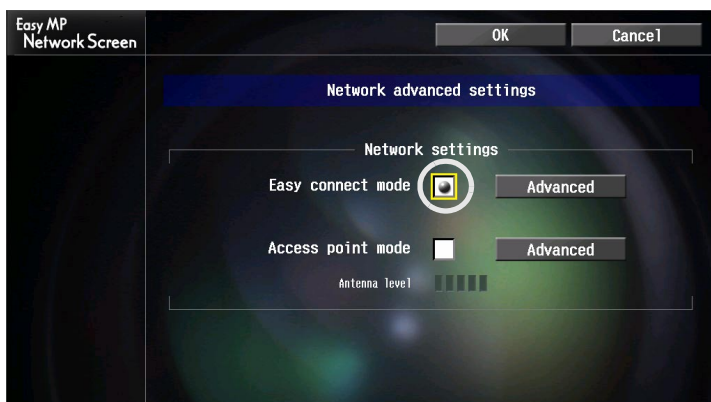 Easy MP
Network Screen
OK
Cancel
Network advanced settings
Network settings
Easy connect mode
Advanced
Access point mode
Advanced
Antenna level